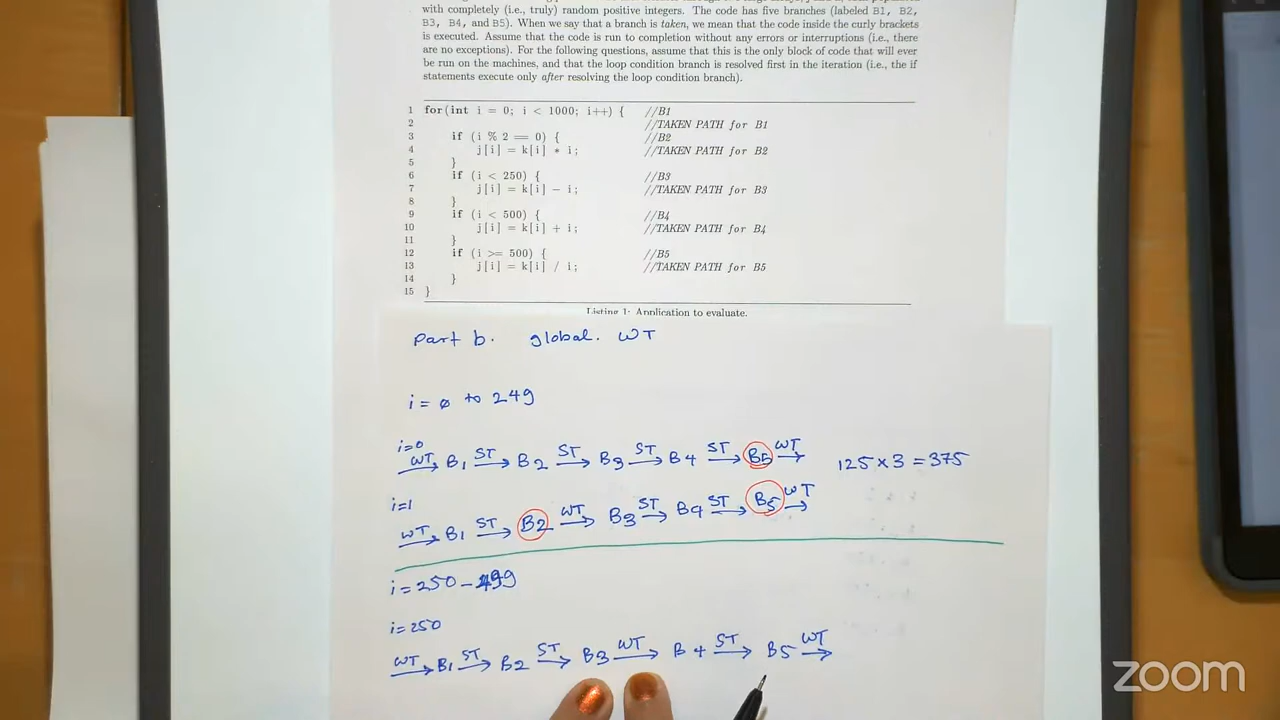 with completely (i.e., truly) random positive integers. The code has five branches (labeled B1, B2,
B3, B4, and B5). When we say that a branch is taken, we mean that the code inside the curly brackets
is executed. Assume that the code is run to completion without any errors or interruptions (i.e., there
are no exceptions). For the following questions, assume that this is the only block of code that will ever
be run on the machines, and that the loop condition branch is resolved first in the iteration (i.e., the if
statements execute only after resolving the loop condition branch).
1 for(int i = 0; i < 1000; i++) { //B1
2 //TAKEN PATH for B1
3 if (i % 2 == 0) { //B2
4 j[i] = k[i] * i; //TAKEN PATH for B2
5 }
6 if (i < 250) { //B3
7 j[i] = k[i] - i; //TAKEN PATH for B3
8 }
9 if (i < 500) { //B4
10 j[i] = k[i] + i; //TAKEN PATH for B4
11 }
12 if (i >= 500) { //B5
13 j[i] = k[i] / i; //TAKEN PATH for B5
14 }
15 }
Listing 1: Application to evaluate.
Part b. global. WT
i = 0 to 249
i=0
WT B1 ST B2 ST B3 ST B4 ST B5 WT 125 x 3 = 375
i=1
WT B1 ST B2 WT B3 ST B4 ST B5 WT
i = 250 - 499
i = 250
WT B1 ST B2 ST B3 WT B4 ST B5 WT
zoom